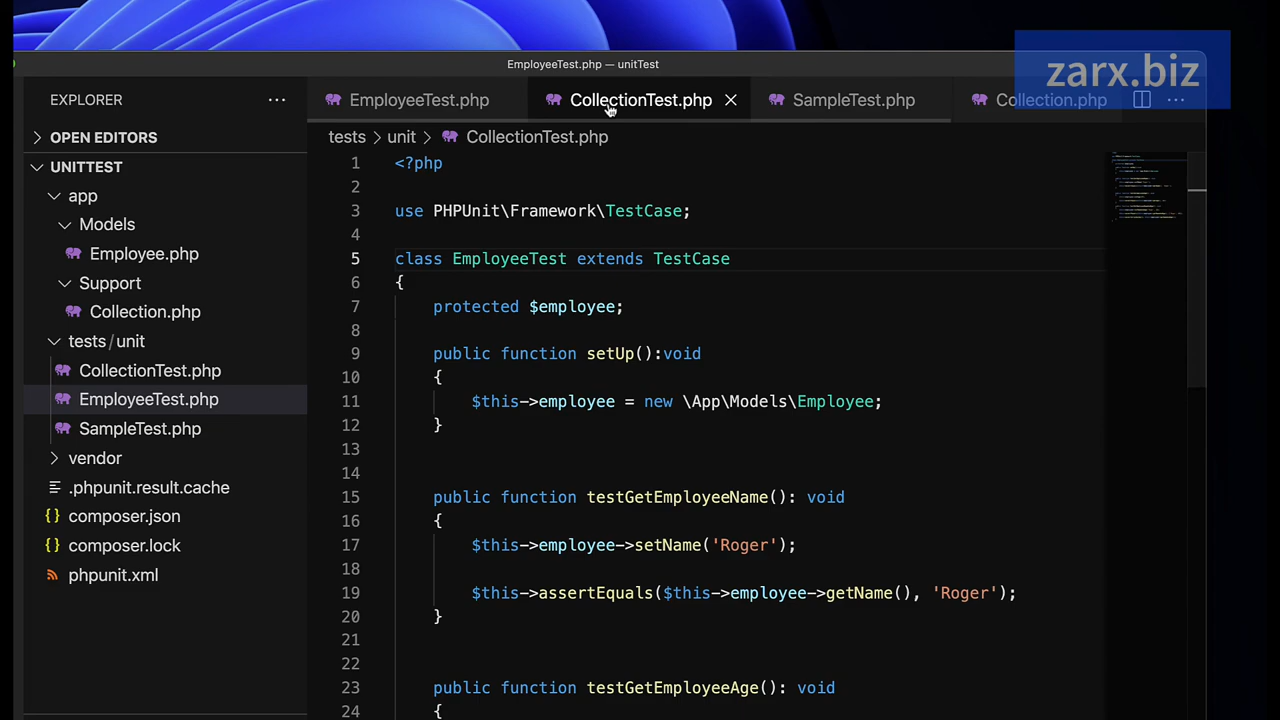 zarx.biz
EmployeeTest.php — unitTest
EXPLORER
OPEN EDITORS
UNITTEST
app
Models
Employee.php
Support
Collection.php
tests/unit
CollectionTest.php
EmployeeTest.php
SampleTest.php
vendor
.phpunit.result.cache
composer.json
composer.lock
phpunit.xml
EmployeeTest.php CollectionTest.php SampleTest.php Collection.php
tests > unit > CollectionTest.php
1 <?php
2
3 use PHPUnit\Framework\TestCase;
4
5 class EmployeeTest extends TestCase
6 {
7 protected $employee;
8
9 public function setUp():void
10 {
11 $this->employee = new \App\Models\Employee;
12 }
13
14
15 public function testGetEmployeeName(): void
16 {
17 $this->employee->setName('Roger');
18
19 $this->assertEquals($this->employee->getName(), 'Roger');
20 }
21
22
23 public function testGetEmployeeAge(): void
24 {